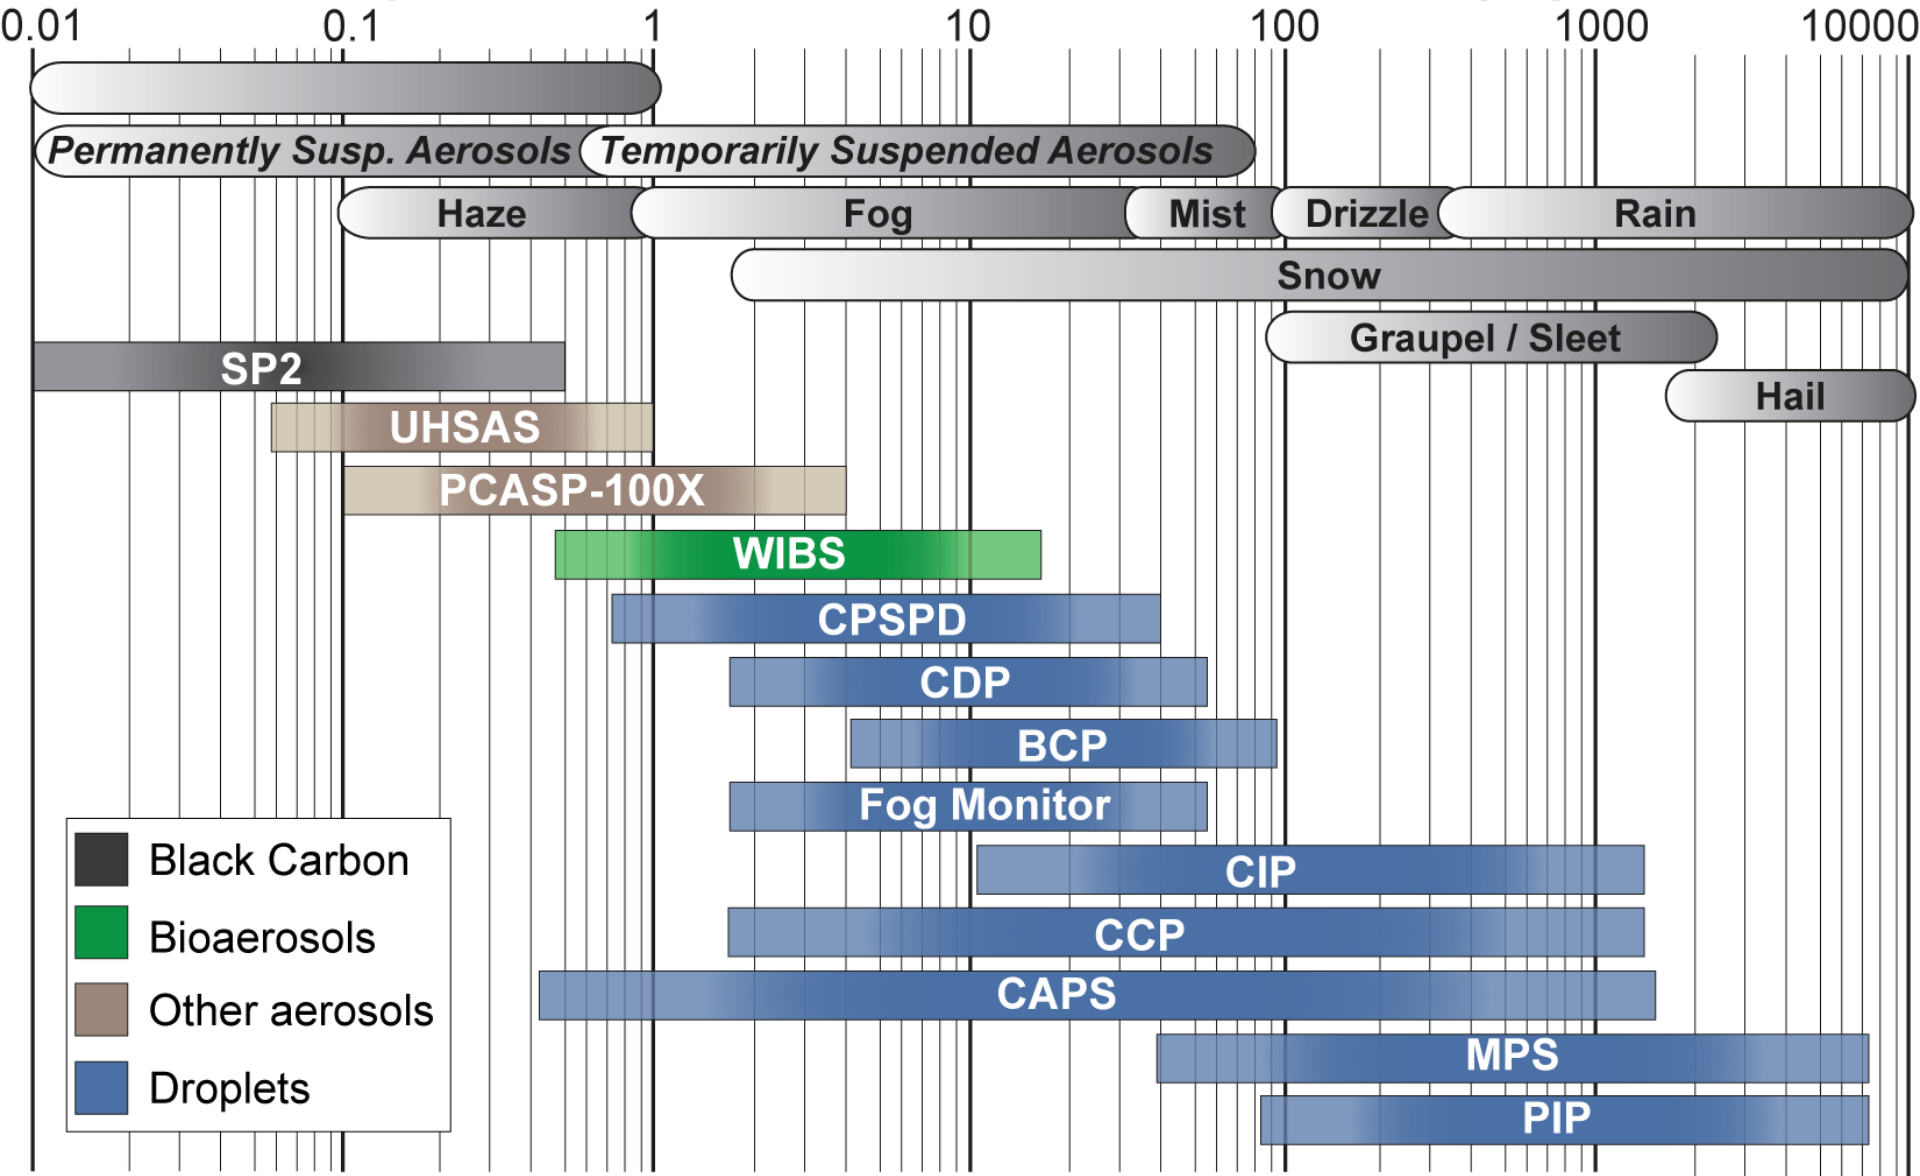 0.01 0.1 1 10 100 1000 10000
Permanently Susp. Aerosols Temporarily Suspended Aerosols
Haze Fog Mist Drizzle Rain
Snow
Graupel / Sleet
SP2
Hail
UHSAS
PCASP-100X
WIBS
CPSPD
CDP
BCP
Fog Monitor
CIP
CCP
CAPS
MPS
PIP
Black Carbon
Bioaerosols
Other aerosols
Droplets